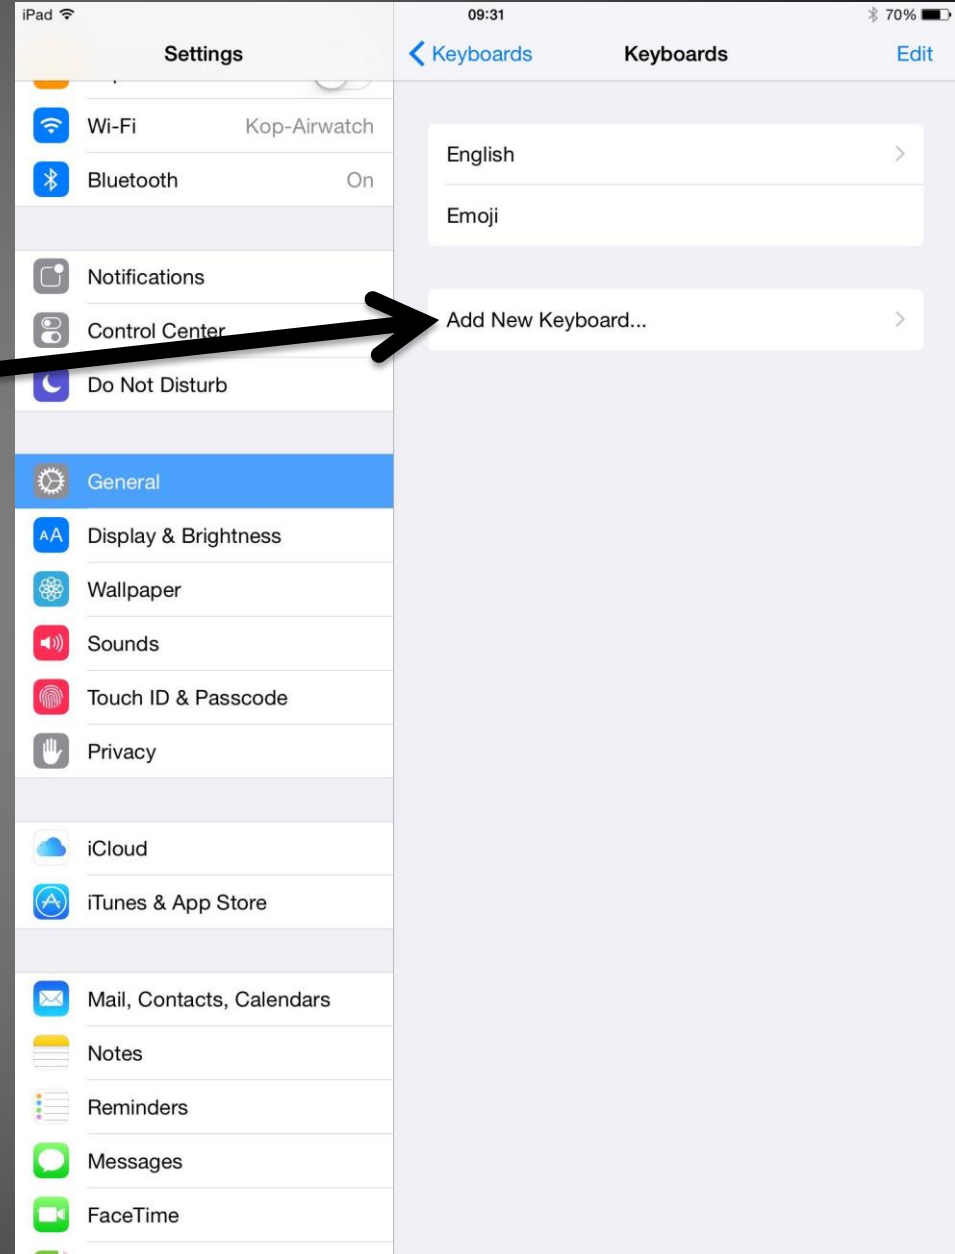 iPad 09:31 70%
Settings
Wi-Fi Kop-Airwatch
Bluetooth On
Notifications
Control Center
Do Not Disturb
General
AA Display & Brightness
Wallpaper
Sounds
Touch ID & Passcode
Privacy
iCloud
iTunes & App Store
Mail, Contacts, Calendars
Notes
Reminders
Messages
FaceTime
Keyboards Keyboards Edit
English
Emoji
Add New Keyboard...